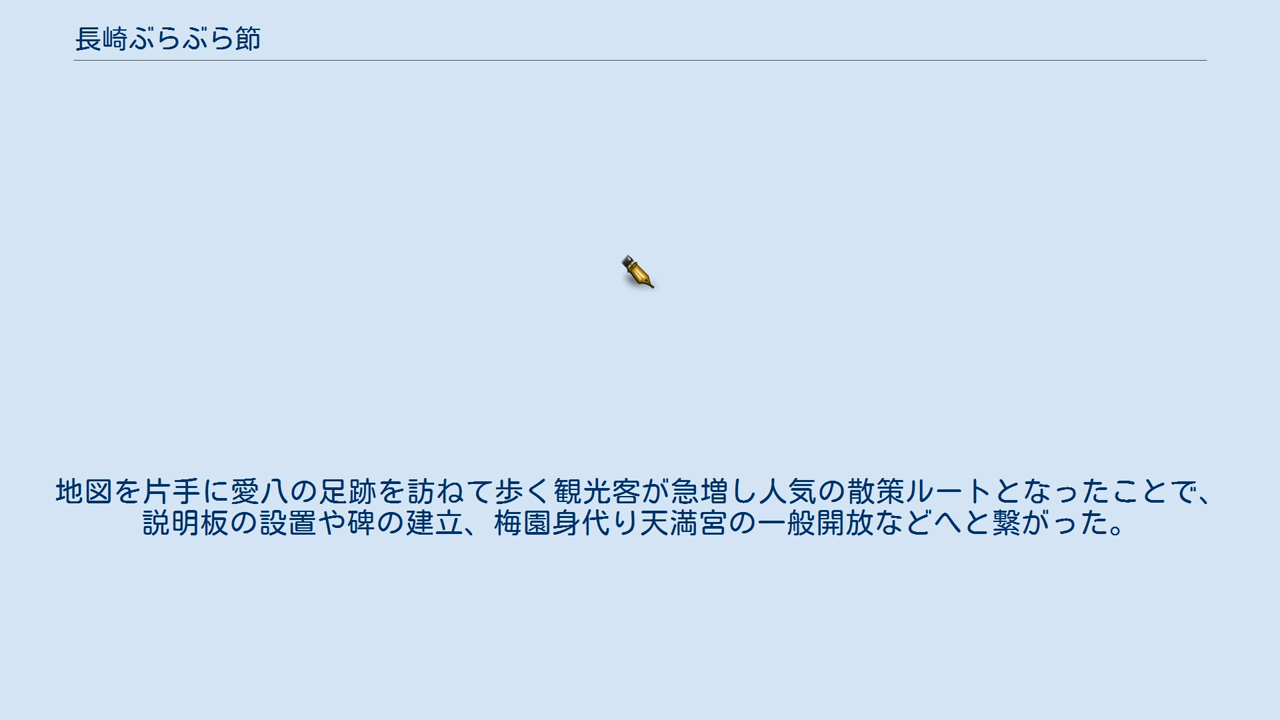 長崎ぶらぶら節
地図を片手に愛八の足跡を訪ねて歩く観光客が急増し人気の散策ルートとなったことで、
説明板の設置や碑の建立、梅園身代り天満宮の一般開放などへと繋がった。